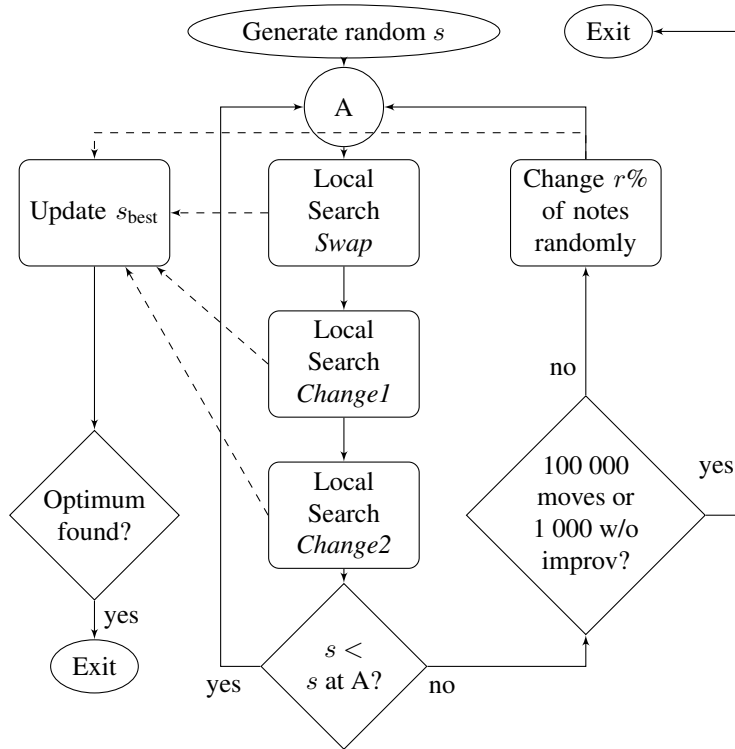 Generate random s
Exit
A
Update s_best
Local
Search
Swap
Change r%
of notes
randomly
Local
Search
Change1
no
Local
Search
Change2
Optimum
found?
100 000
moves or
1 000 w/o
improv?
yes
yes
Exit
s <
s at A?
yes
no